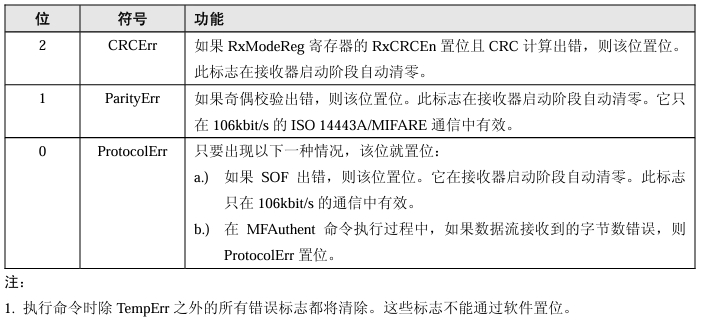 位 符号 功能
2 CRCErr 如果 RxModeReg 寄存器的 RxCRCEn 置位且 CRC 计算出错，则该位置位。
此标志在接收器启动阶段自动清零。
1 ParityErr 如果奇偶校验出错，则该位置位。此标志在接收器启动阶段自动清零。它只
在 106kbit/s 的 ISO 14443A/MIFARE 通信中有效。
0 ProtocolErr 只要出现以下一种情况，该位就置位：
a.) 如果 SOF 出错，则该位置位。它在接收器启动阶段自动清零。此标志
只在 106kbit/s 的通信中有效。
b.) 在 MFAuthent 命令执行过程中，如果数据流接收到的字节数错误，则
ProtocolErr 置位。
注：
1. 执行命令时除 TempErr 之外的所有错误标志都将清除。这些标志不能通过软件置位。